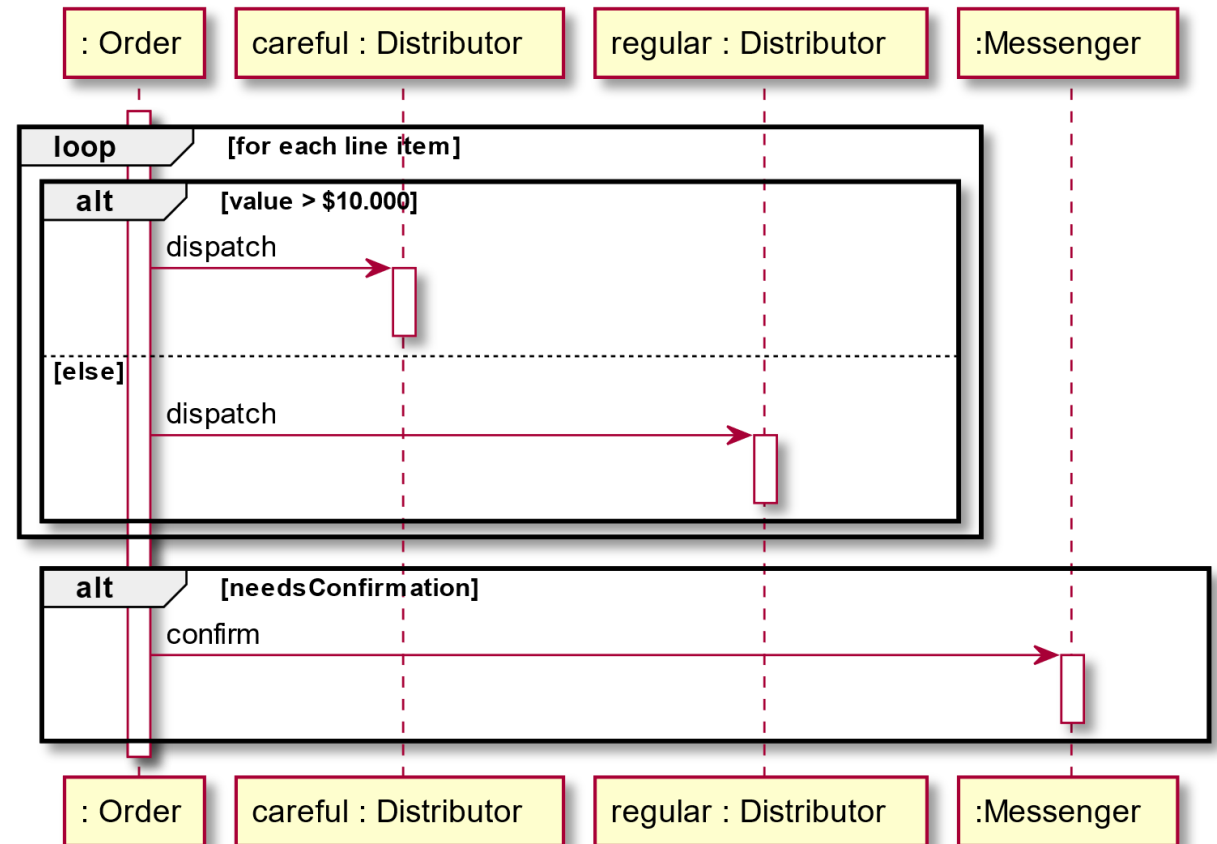 : Order
careful : Distributor
regular : Distributor
:Messenger
loop
[for each line item]
alt
[value > $10.000]
dispatch
[else]
dispatch
alt
[needsConfirmation]
confirm
: Order
careful : Distributor
regular : Distributor
:Messenger